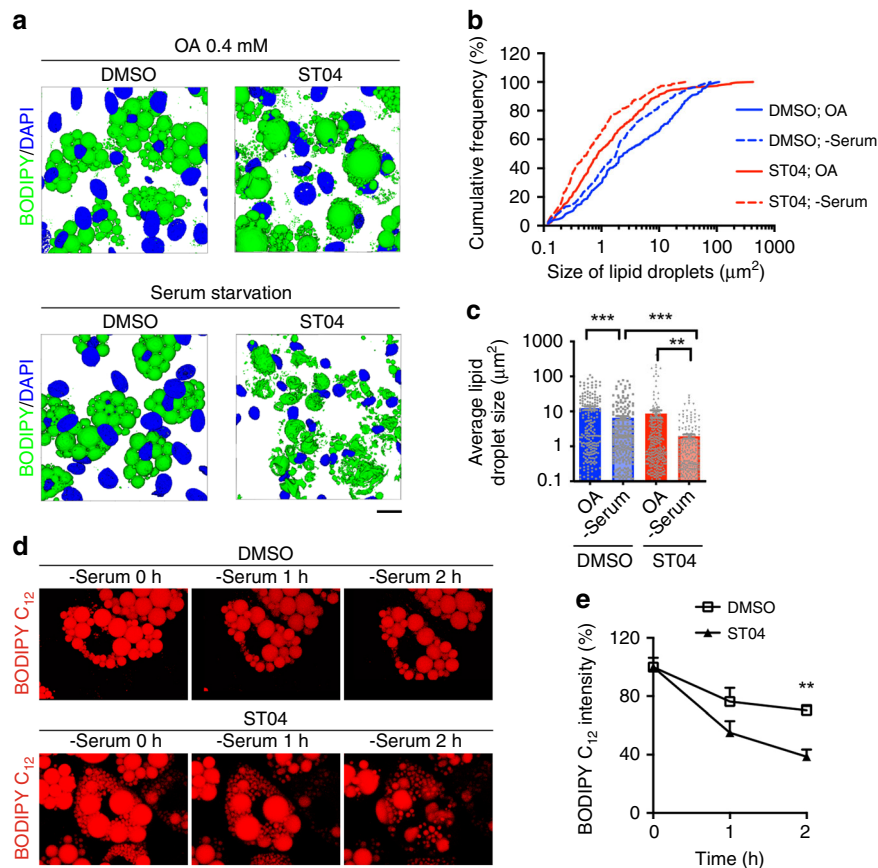 a
OA 0.4 mM
DMSO ST04
BODIPY/DAPI
Serum starvation
DMSO ST04
BODIPY/DAPI
b
Cumulative frequency (%)
120
100
80
60
40
20
0
0.1 1 10 100 1000
Size of lipid droplets (μm²)
DMSO; OA
DMSO; -Serum
ST04; OA
ST04; -Serum
c
Average lipid
droplet size (μm²)
1000
100
10
1
0.1
*** *** **
OA -Serum OA -Serum
DMSO ST04
d
DMSO
-Serum 0 h -Serum 1 h -Serum 2 h
BODIPY C₁₂
ST04
-Serum 0 h -Serum 1 h -Serum 2 h
BODIPY C₁₂
e
DMSO
ST04
BODIPY C₁₂ intensity (%)
120
80
40
0
**
0 1 2
Time (h)